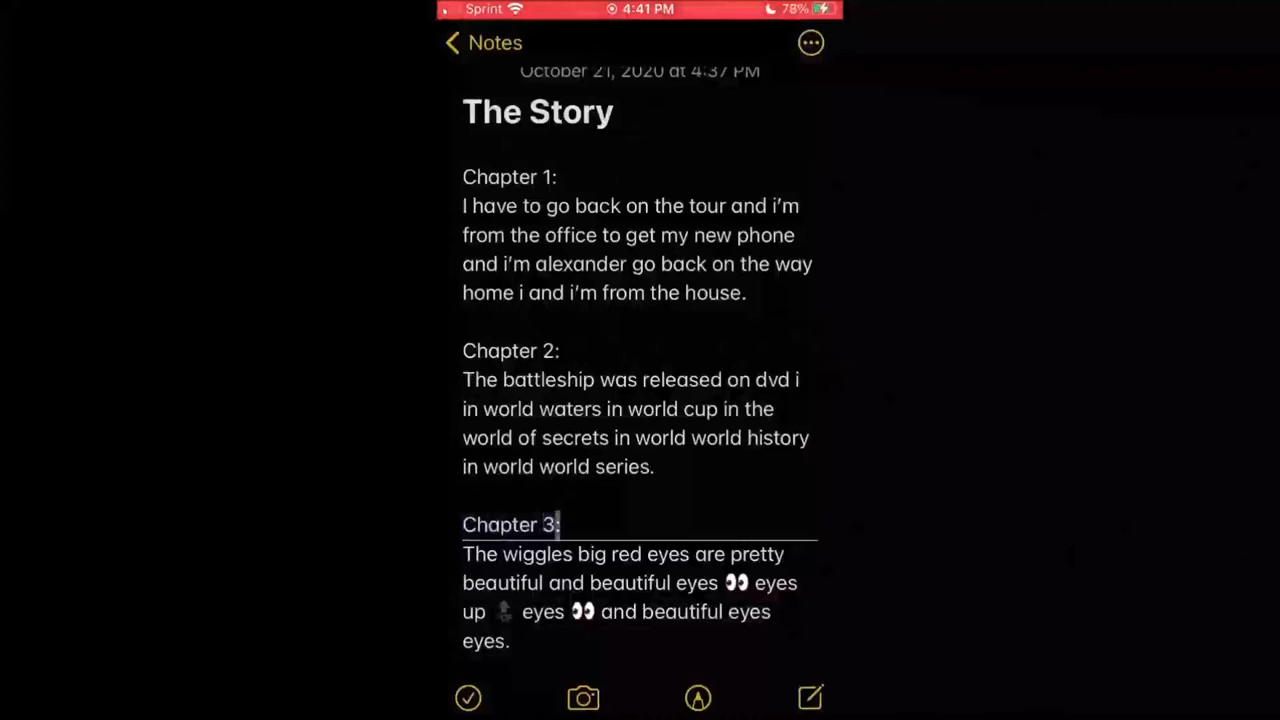 Sprint 4:41 PM 78%
Notes
October 21, 2020 at 4:37 PM
The Story
Chapter 1:
I have to go back on the tour and i'm
from the office to get my new phone
and i'm alexander go back on the way
home i and i'm from the house.
Chapter 2:
The battleship was released on dvd i
in world waters in world cup in the
world of secrets in world world history
in world world series.
Chapter 3:
The wiggles big red eyes are pretty
beautiful and beautiful eyes 👀 eyes
up eyes 👀 and beautiful eyes
eyes.